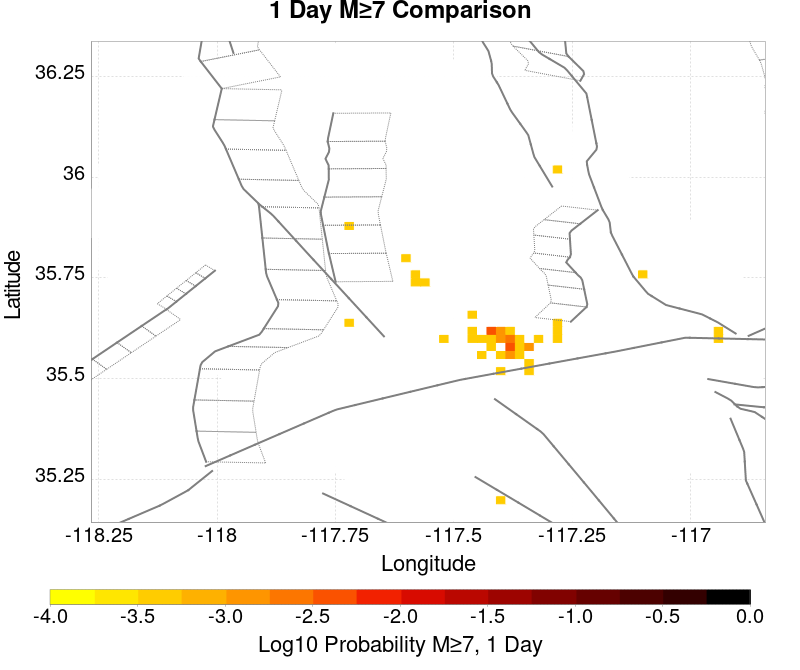 1 Day M≥7 Comparison
36.25
36
35.75
35.5
35.25
Latitude
-118.25 -118 -117.75 -117.5 -117.25 -117
Longitude
-4.0 -3.5 -3.0 -2.5 -2.0 -1.5 -1.0 -0.5 0.0
Log10 Probability M≥7, 1 Day